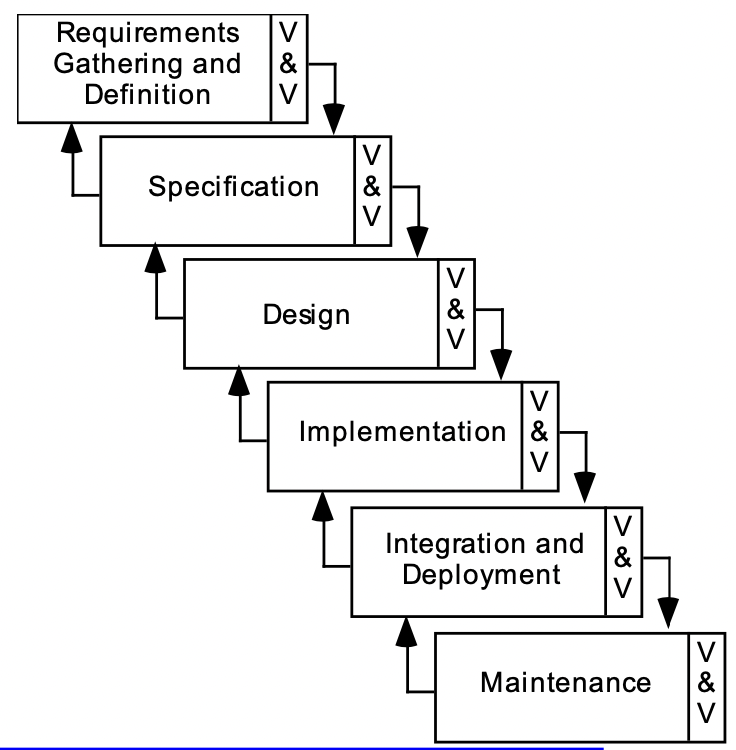 Requirements
Gathering and
Definition
V
&
V
Specification
V
&
V
Design
V
&
V
Implementation
V
&
V
Integration and
Deployment
V
&
V
Maintenance
V
&
V